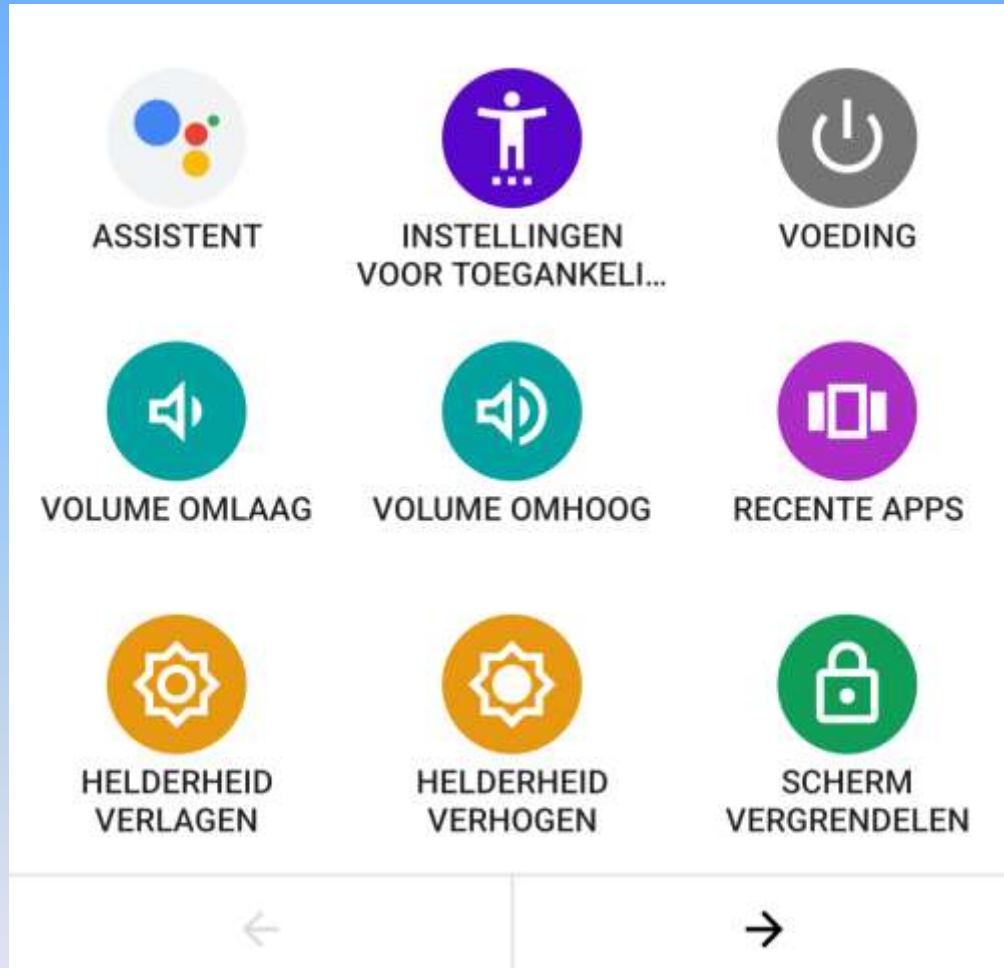 ASSISTENT
INSTELLINGEN
VOOR TOEGANKELI...
VOEDING
VOLUME OMLAAG
VOLUME OMHOOG
RECENTE APPS
HELDERHEID
VERLAGEN
HELDERHEID
VERHOGEN
SCHERM
VERGRENDELEN